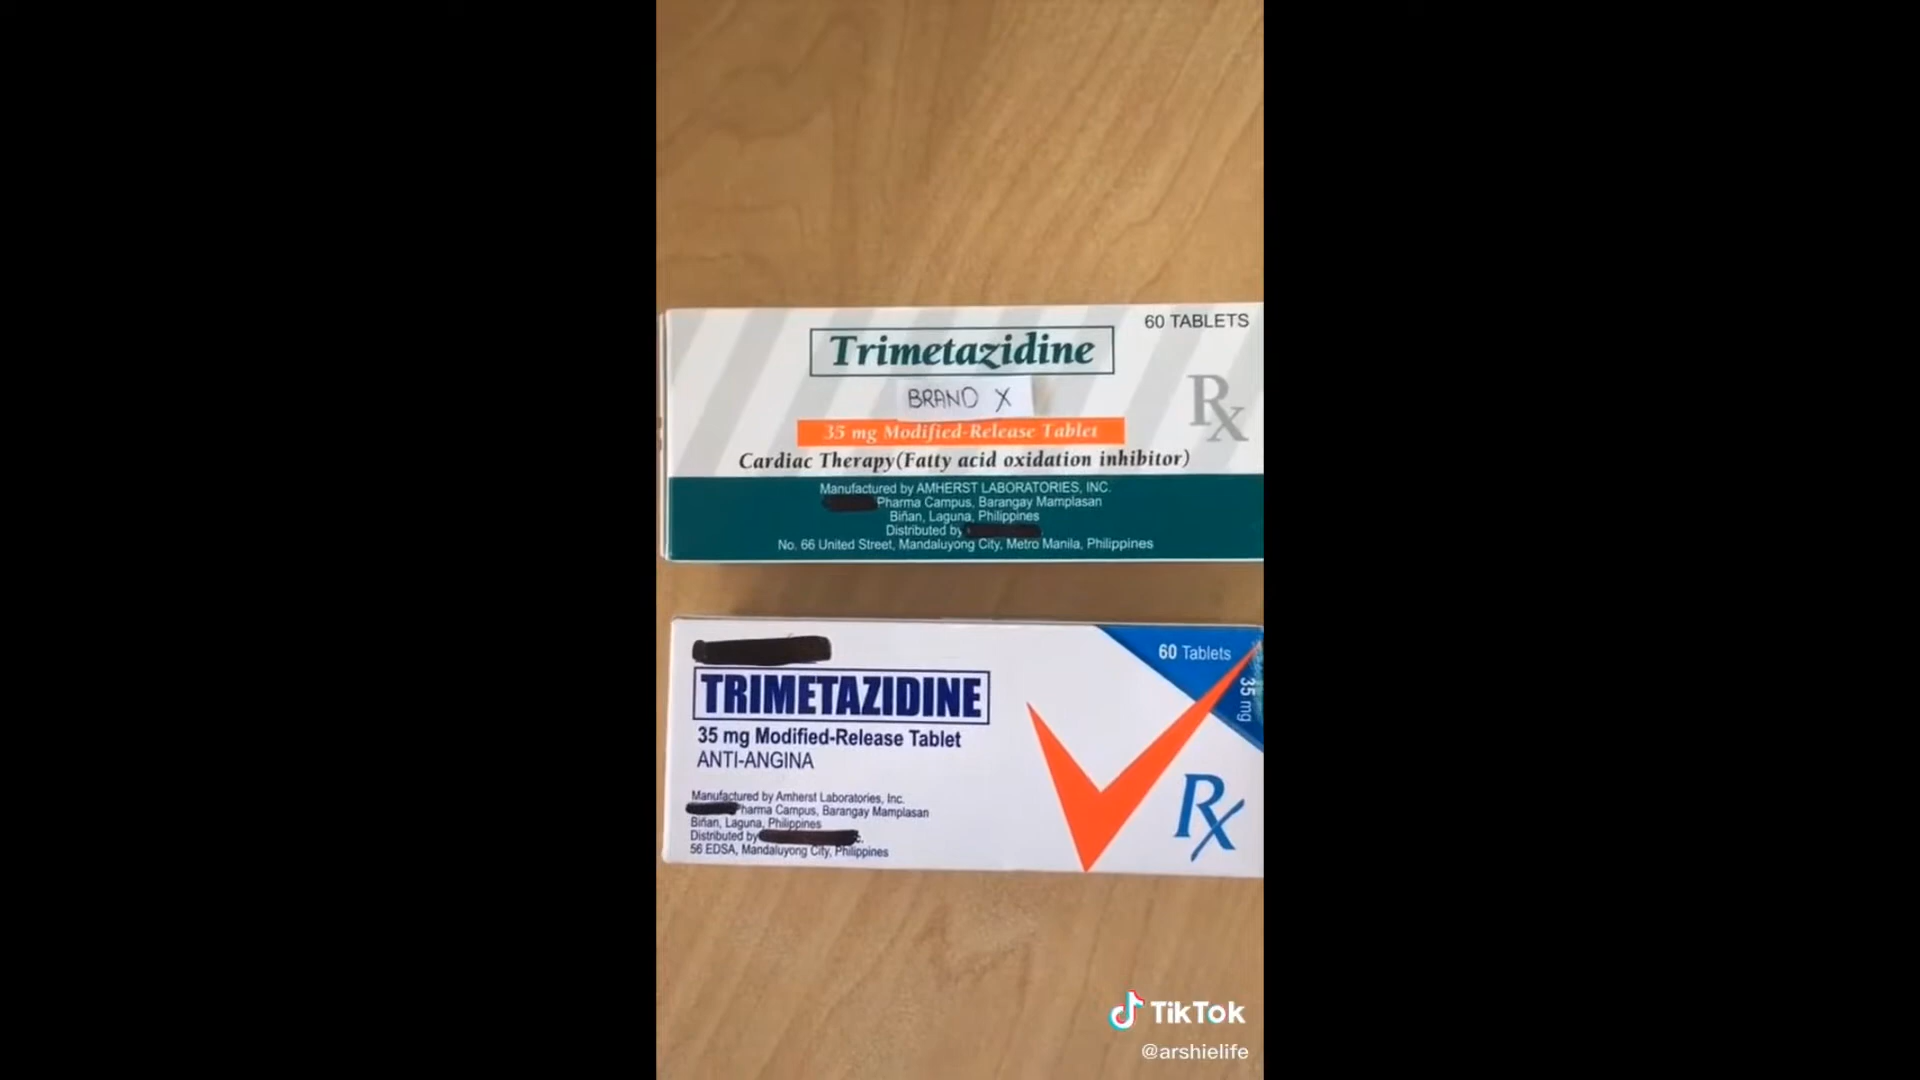 60 TABLETS
Trimetazidine
BRAND X
Rx
35 mg Modified-Release Tablet
Cardiac Therapy(Fatty acid oxidation inhibitor)
Manufactured by AMHERST LABORATORIES, INC.
Pharma Campus, Barangay Mamplasan
Biñan, Laguna, Philippines
Distributed by
No. 66 United Street, Mandaluyong City, Metro Manila, Philippines
60 Tablets
35 mg
TRIMETAZIDINE
35 mg Modified-Release Tablet
ANTI-ANGINA
Rx
Manufactured by Amherst Laboratories, Inc.
Pharma Campus, Barangay Mamplasan
Biñan, Laguna, Philippines
Distributed by
56 EDSA, Mandaluyong City, Philippines
TikTok
@arshielife